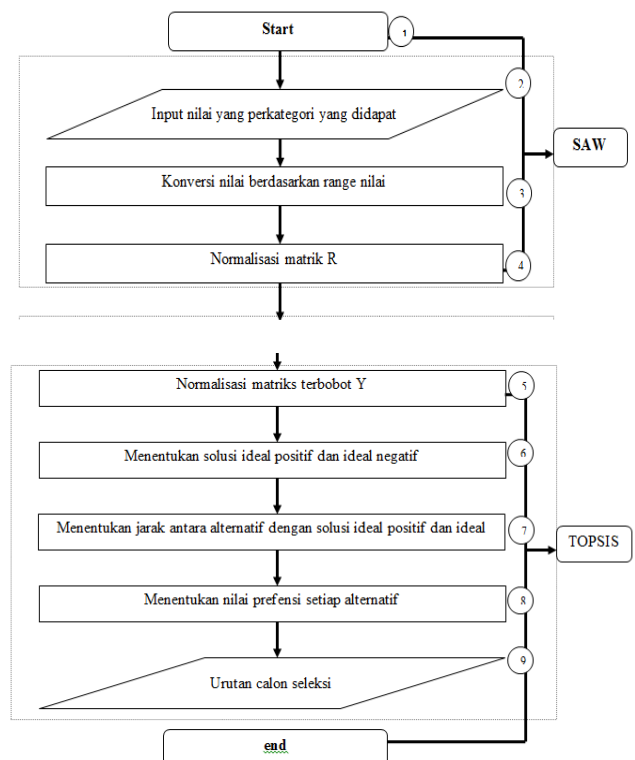 Start
1
2
Input nilai yang perkategori yang didapat
SAW
Konversi nilai berdasarkan range nilai
3
Normalisasi matrik R
4
Normalisasi matriks terbobot Y
5
Menentukan solusi ideal positif dan ideal negatif
6
Menentukan jarak antara alternatif dengan solusi ideal positif dan ideal
7
TOPSIS
Menentukan nilai prefensi setiap alternatif
8
9
Urutan calon seleksi
end